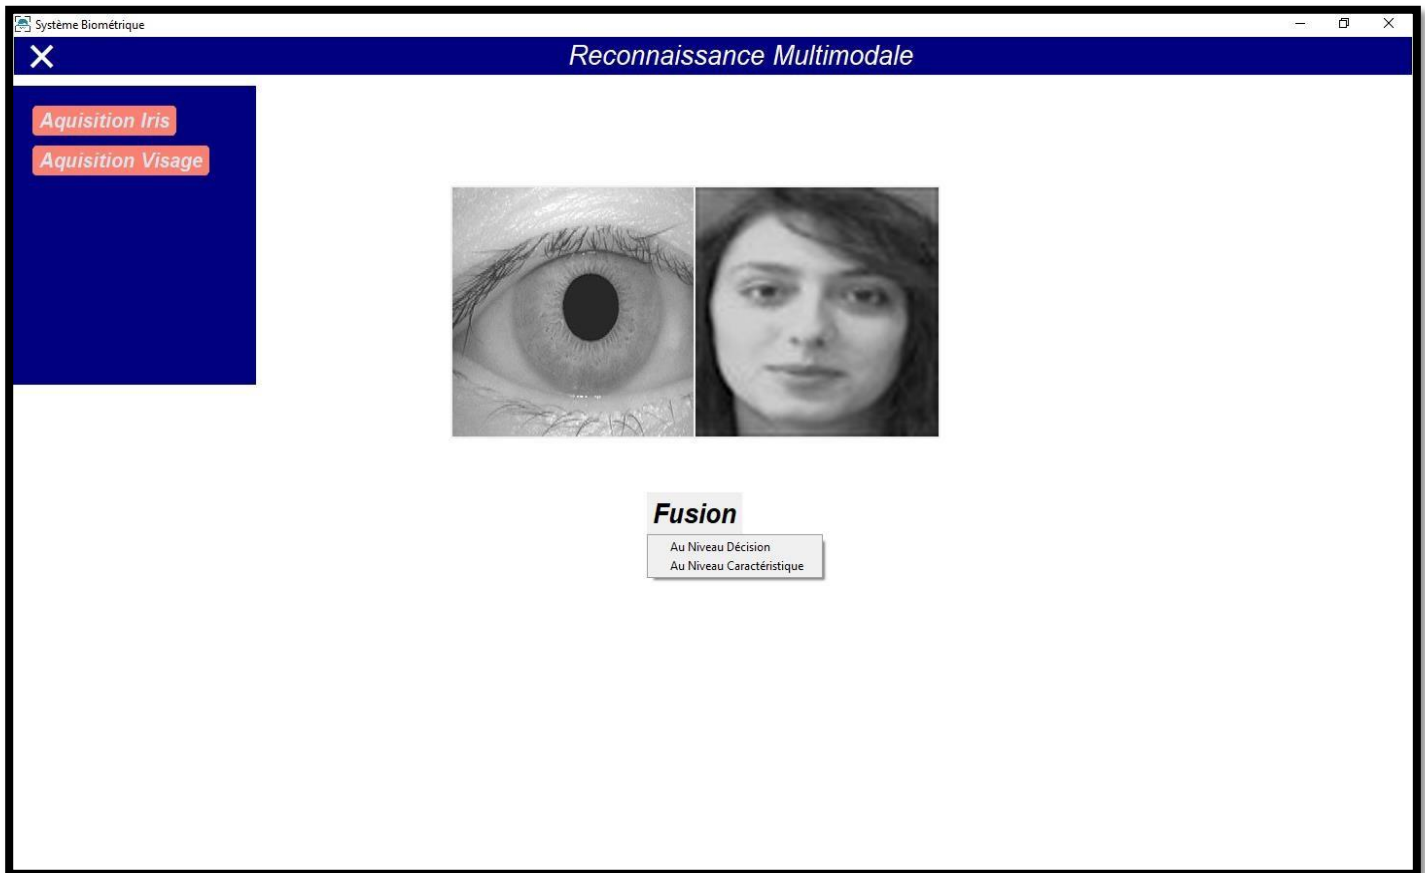 Système Biométrique
Reconnaissance Multimodale
Aquisition Iris
Aquisition Visage
Fusion
Au Niveau Décision
Au Niveau Caractéristique